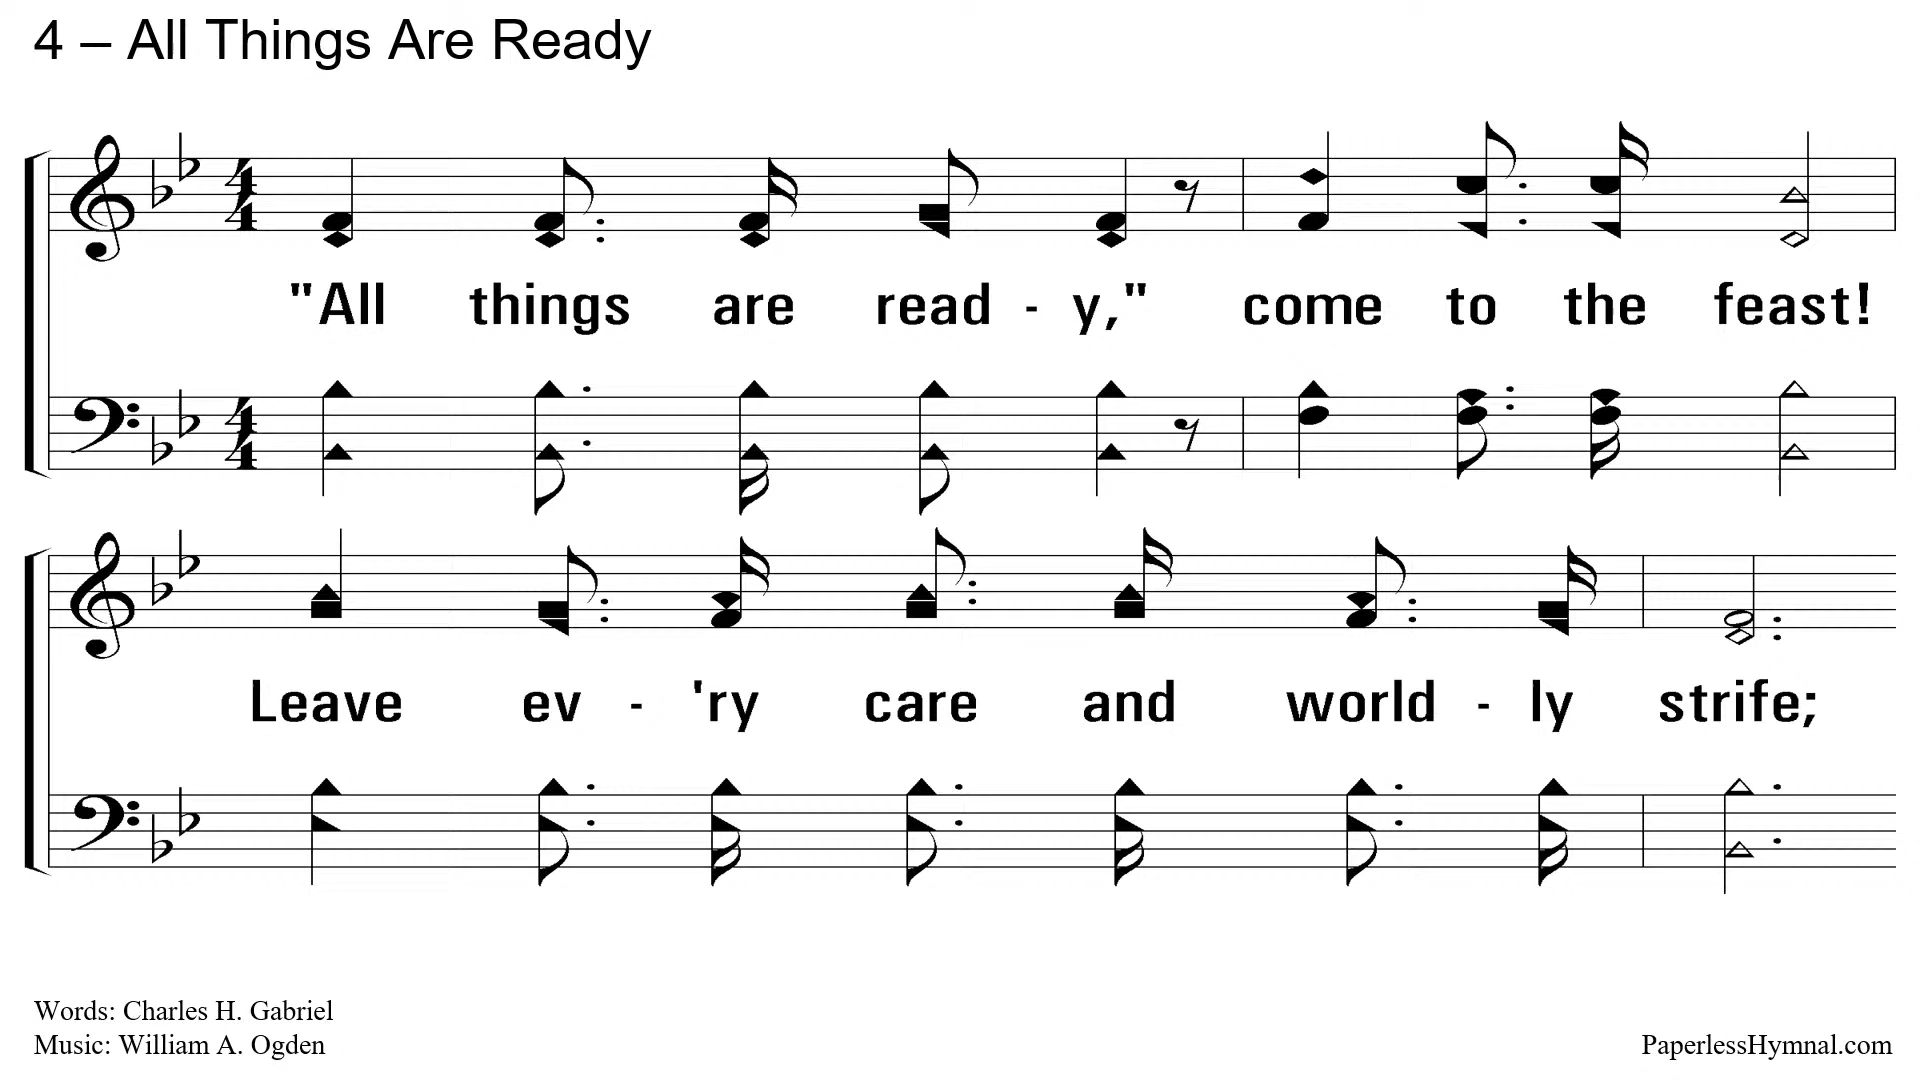 4 – All Things Are Ready
"All things are read - y," come to the feast!
Leave ev - 'ry care and world - ly strife;
Words: Charles H. Gabriel
Music: William A. Ogden
PaperlessHymnal.com